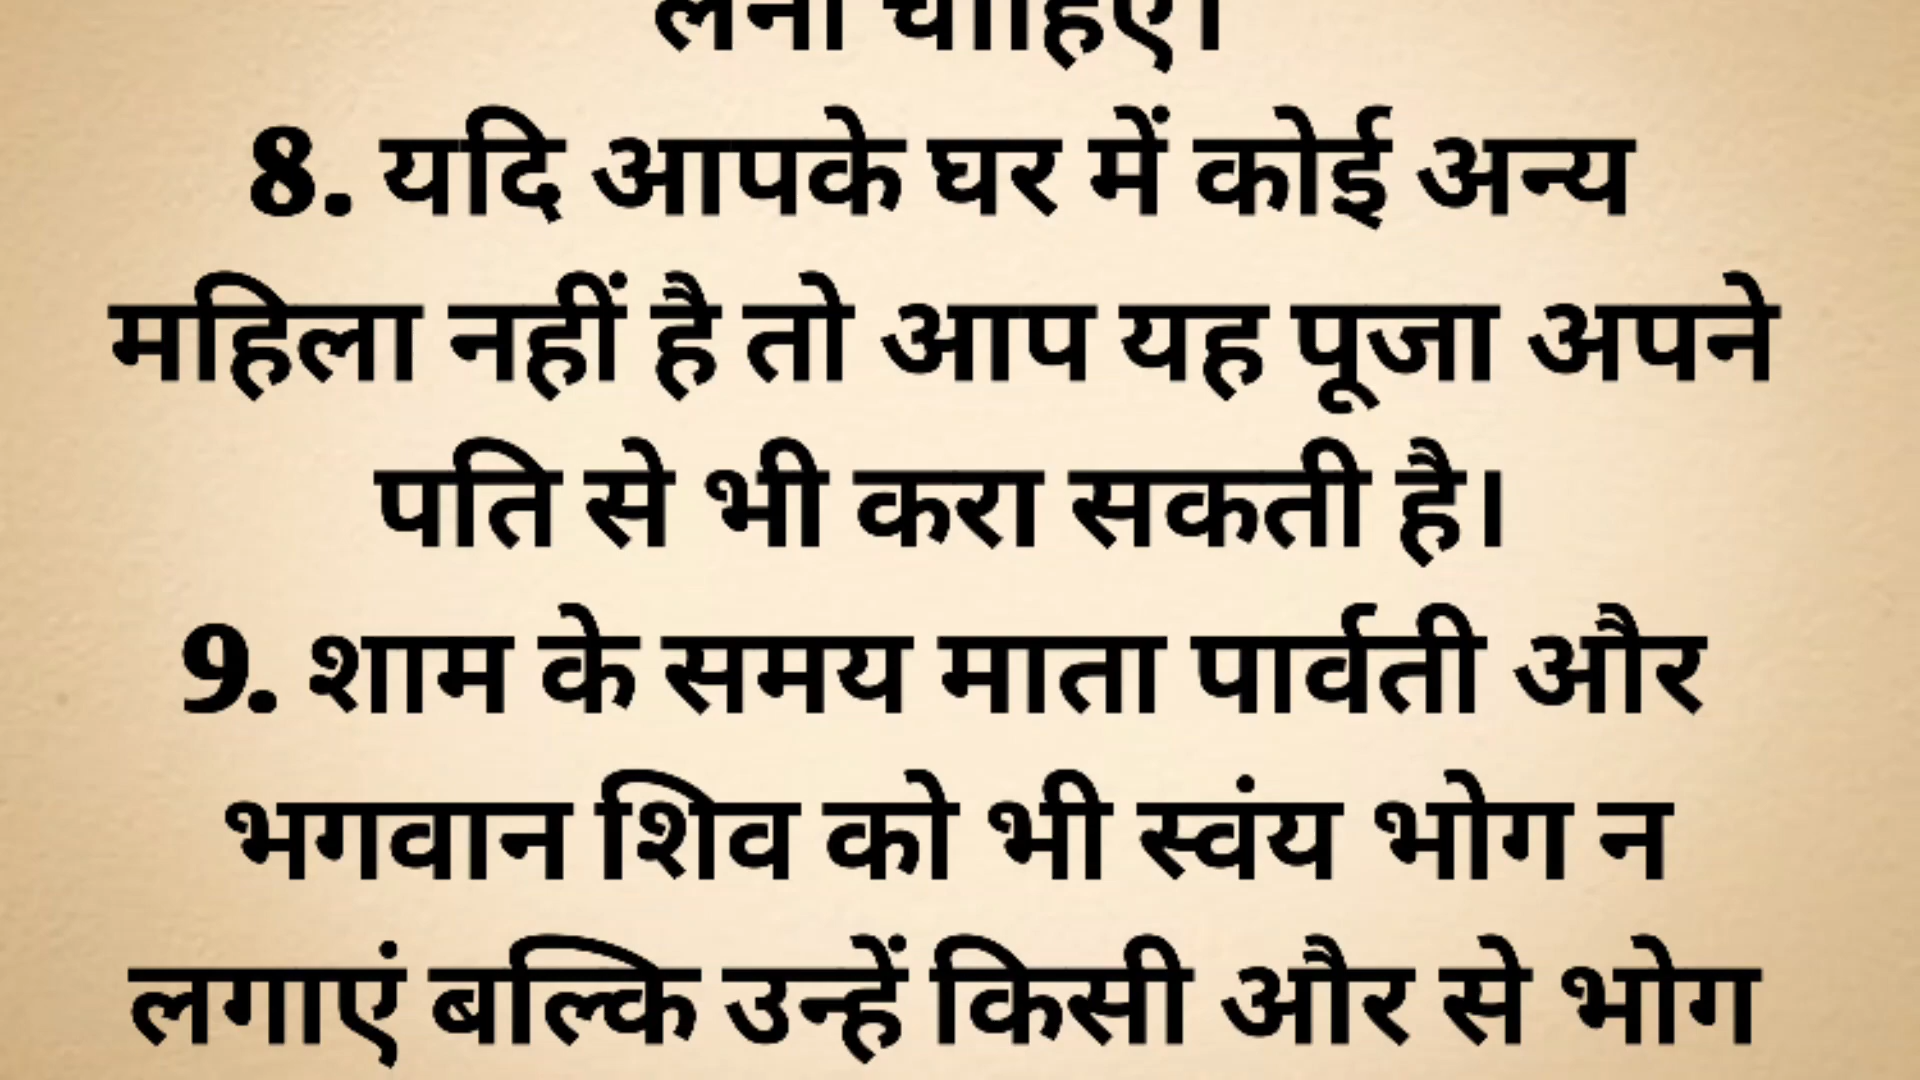 लेना चाहिए।
8. यदि आपके घर में कोई अन्य
महिला नहीं है तो आप यह पूजा अपने
पति से भी करा सकती है।
9. शाम के समय माता पार्वती और
भगवान शिव को भी स्वंय भोग न
लगाएं बल्कि उन्हें किसी और से भोग